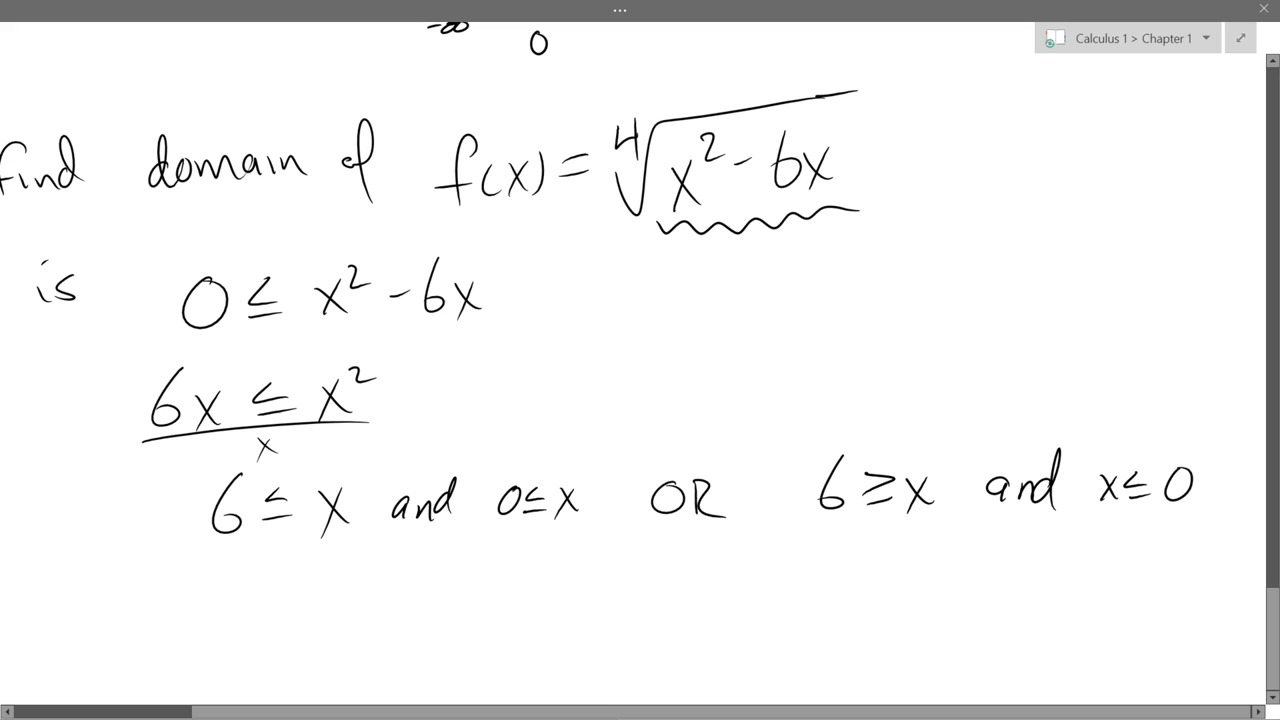 ...
Calculus 1 > Chapter 1
-∞
0
Find domain of f(x) = ∜(x² - 6x)
is 0 ≤ x² - 6x
6x ≤ x²
x
6 ≤ x and 0 ≤ x OR 6 ≥ x and x ≤ 0